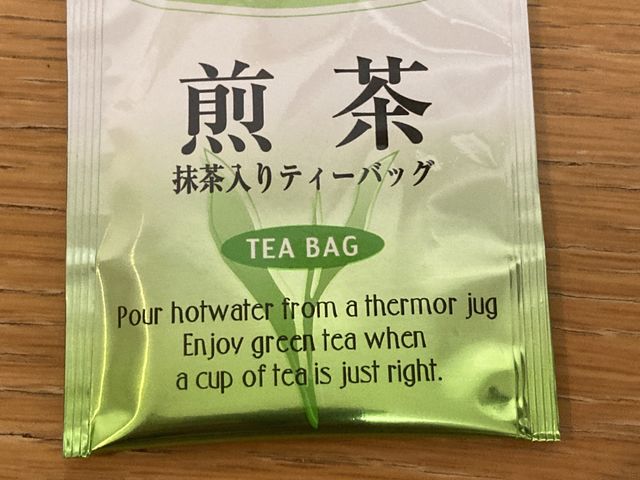 煎茶
抹茶入りティーバッグ
TEA BAG
Pour hotwater from a thermor jug
Enjoy green tea when
a cup of tea is just right.